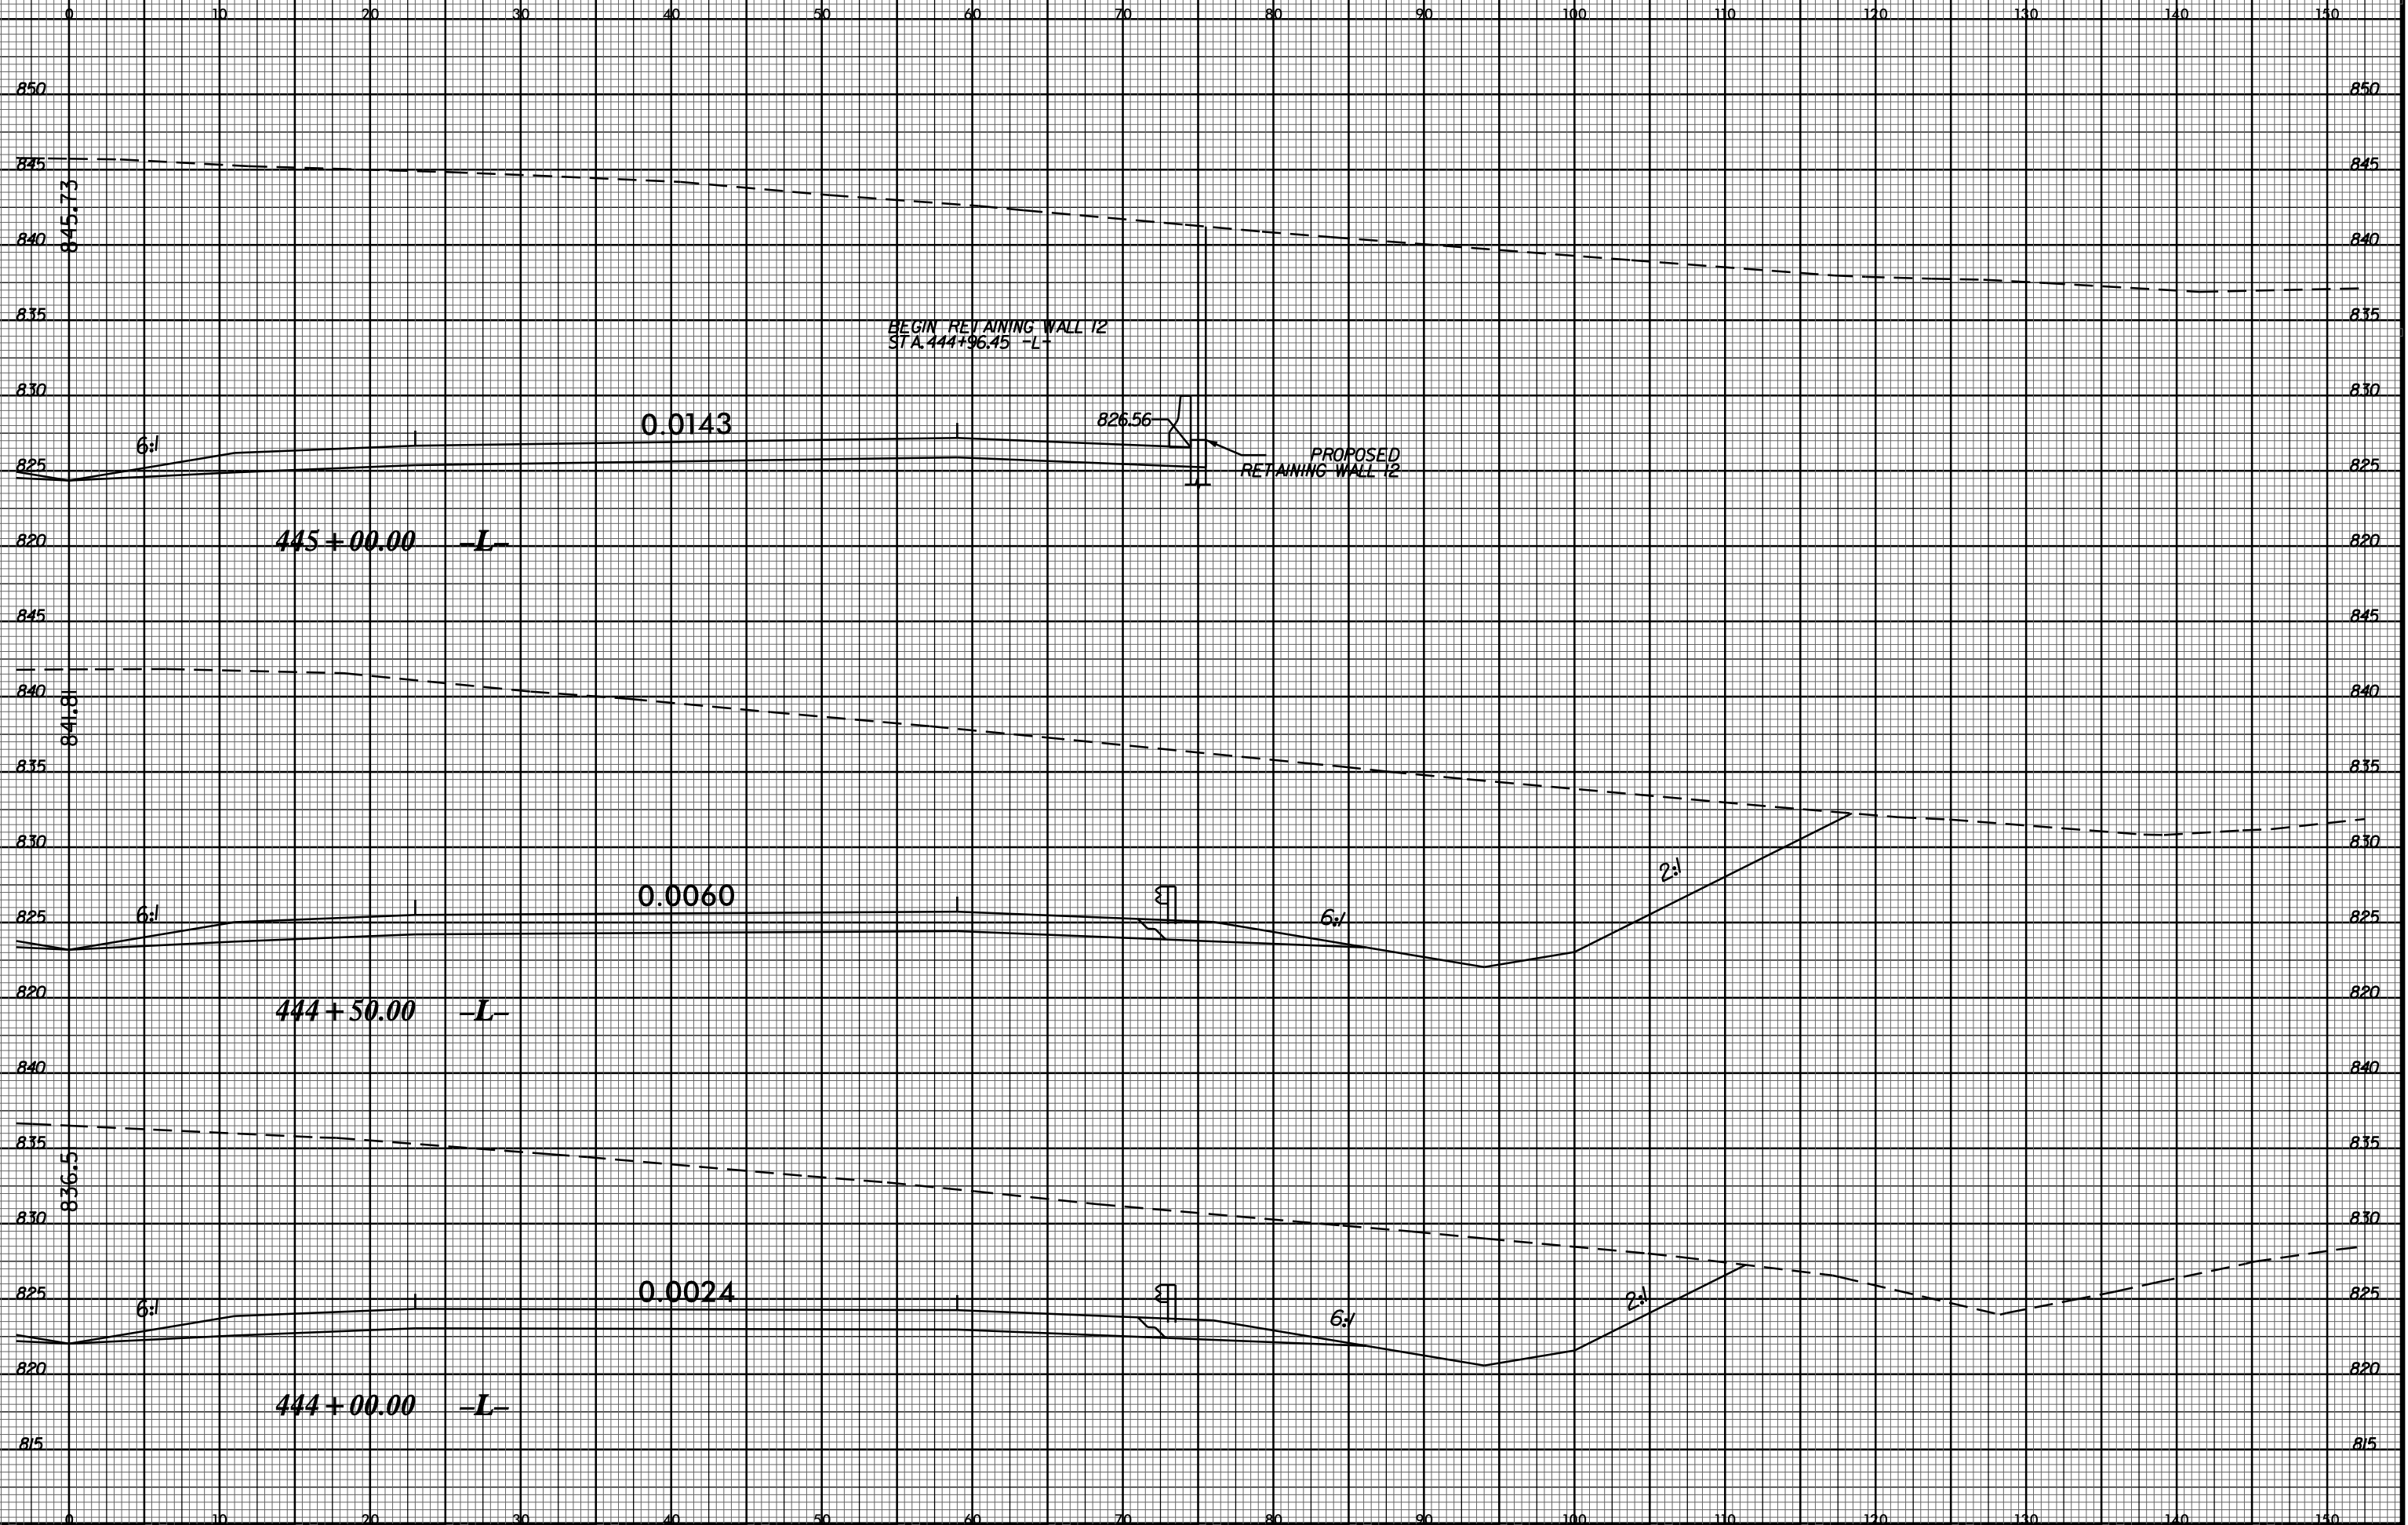 0 10 20 30 40 50 60 70 80 90 100 110 120 130 140 150
850 850
845 845
845.73
840 840
835 835
BEGIN RETAINING WALL 12
STA.444+96.45 -L-
830 830
0.0143
826.56
6:1
PROPOSED
825 825
RETAINING WALL 12
820 445+00.00 -L- 820
845 845
840 840
841.81
835 835
830 830
2:1
0.0060
825 6:1 6:1 825
820 820
444+50.00 -L-
840 840
835 835
836.5
830 830
0.0024
825 2:1 825
6:1 6:1
820 820
444+00.00 -L-
815 815
0 10 20 30 40 50 60 70 80 90 100 110 120 130 140 150